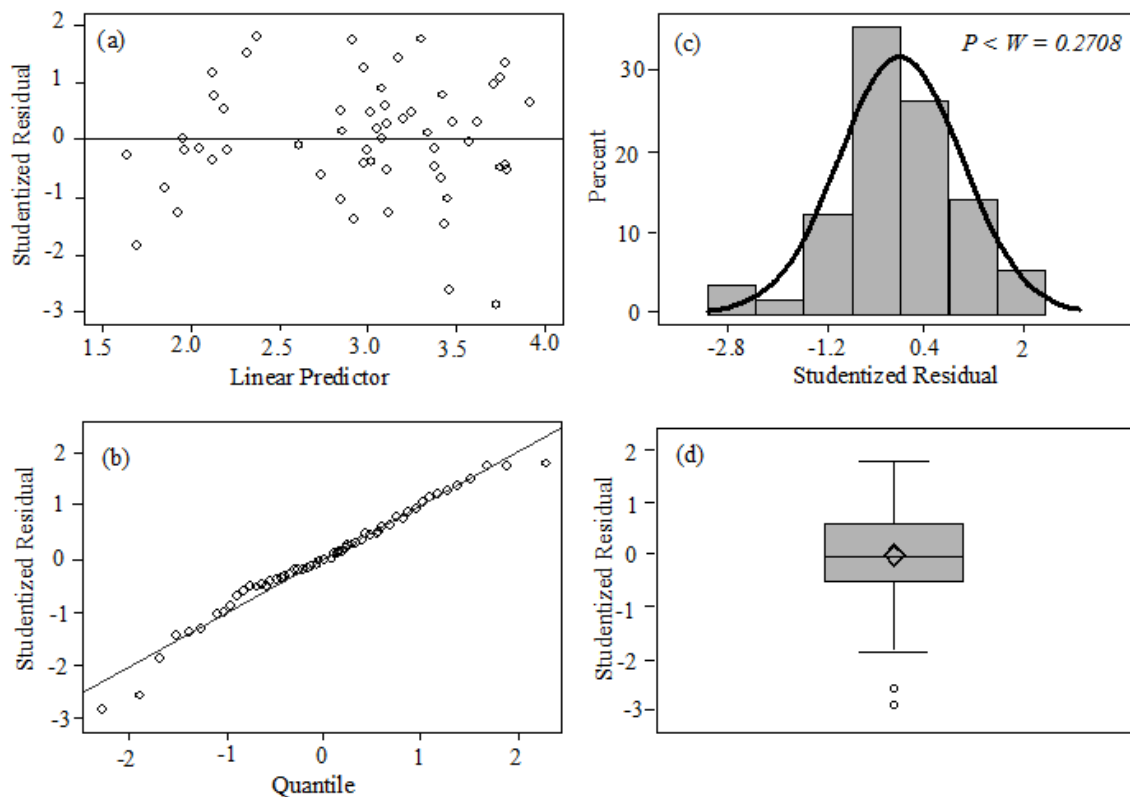 (a)
Studentized Residual
2
1
0
-1
-2
-3
1.5 2.0 2.5 3.0 3.5 4.0
Linear Predictor
(c)
P < W = 0.2708
Percent
30
20
10
0
-2.8 -1.2 0.4 2
Studentized Residual
(b)
Studentized Residual
2
1
0
-1
-2
-3
-2 -1 0 1 2
Quantile
(d)
Studentized Residual
2
1
0
-1
-2
-3